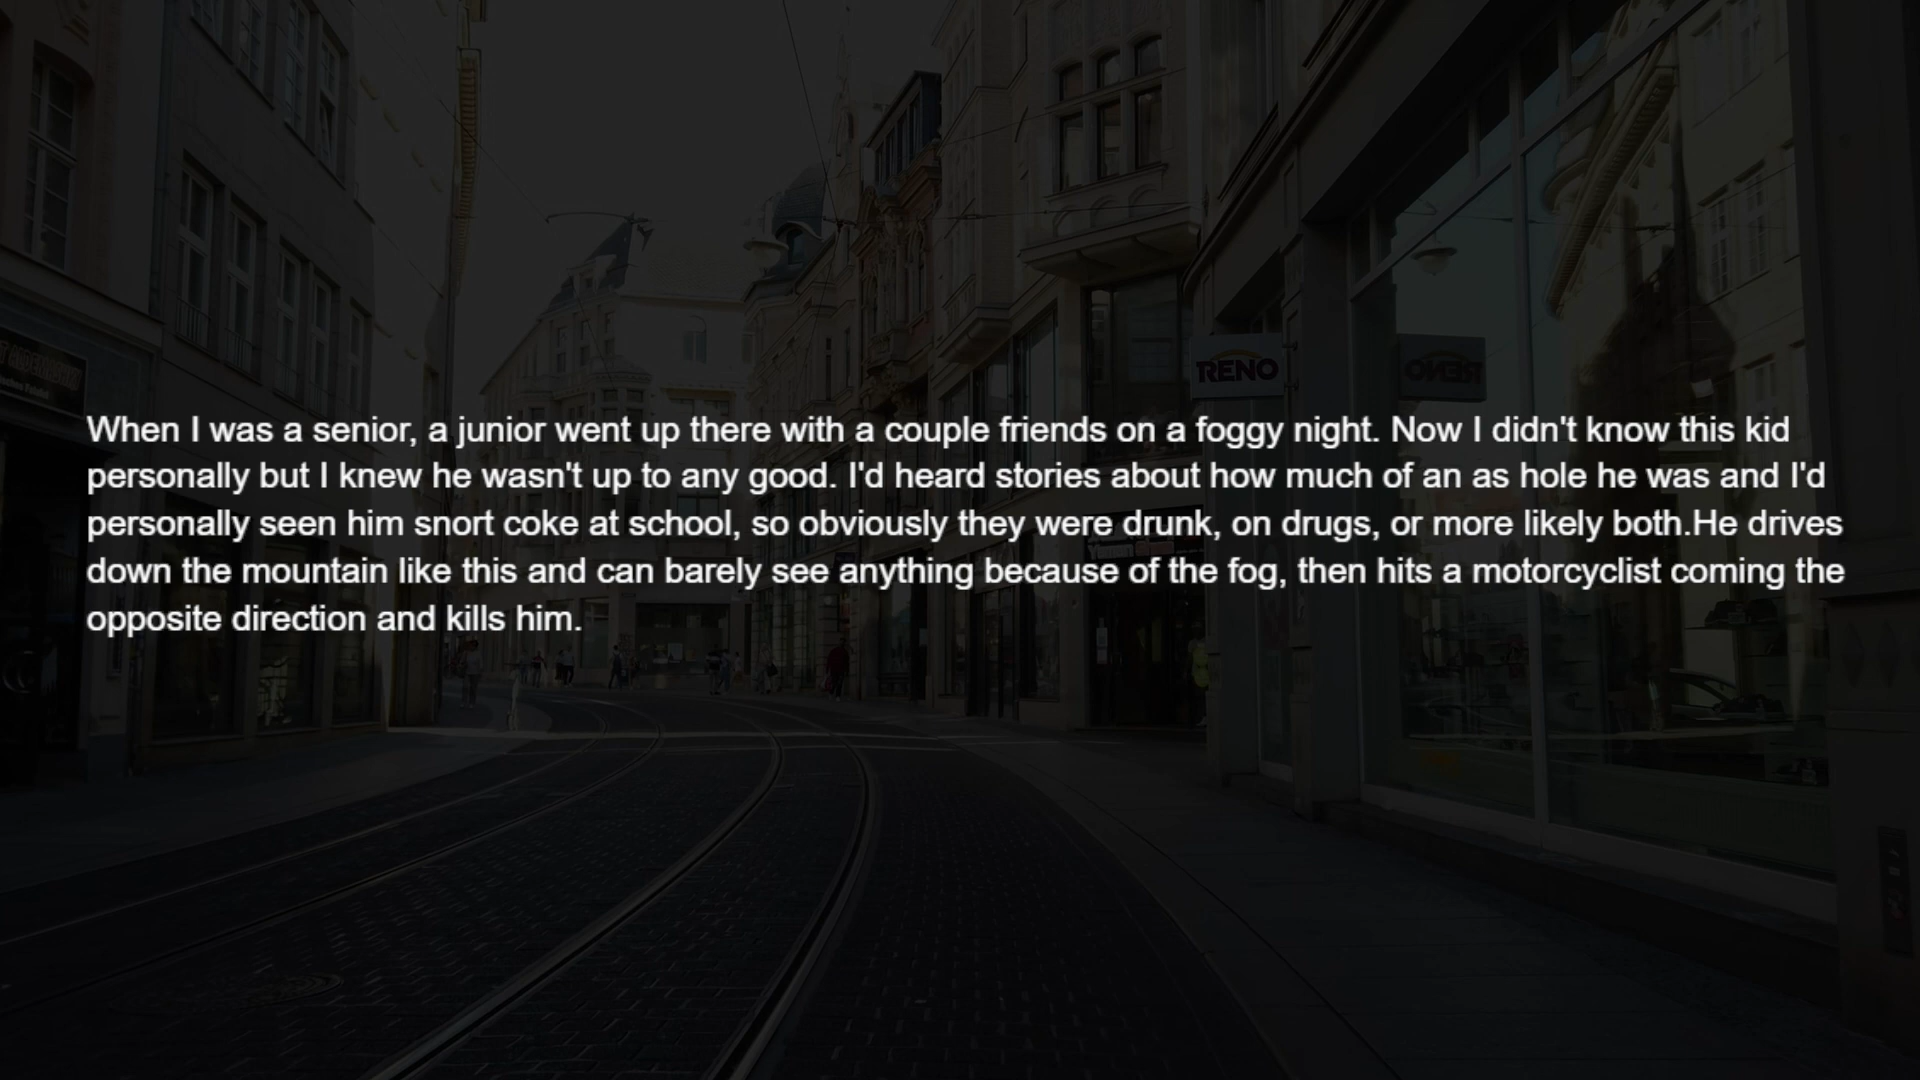 RENO
When I was a senior, a junior went up there with a couple friends on a foggy night. Now I didn't know this kid
personally but I knew he wasn't up to any good. I'd heard stories about how much of an as hole he was and I'd
personally seen him snort coke at school, so obviously they were drunk, on drugs, or more likely both.He drives
down the mountain like this and can barely see anything because of the fog, then hits a motorcyclist coming the
opposite direction and kills him.